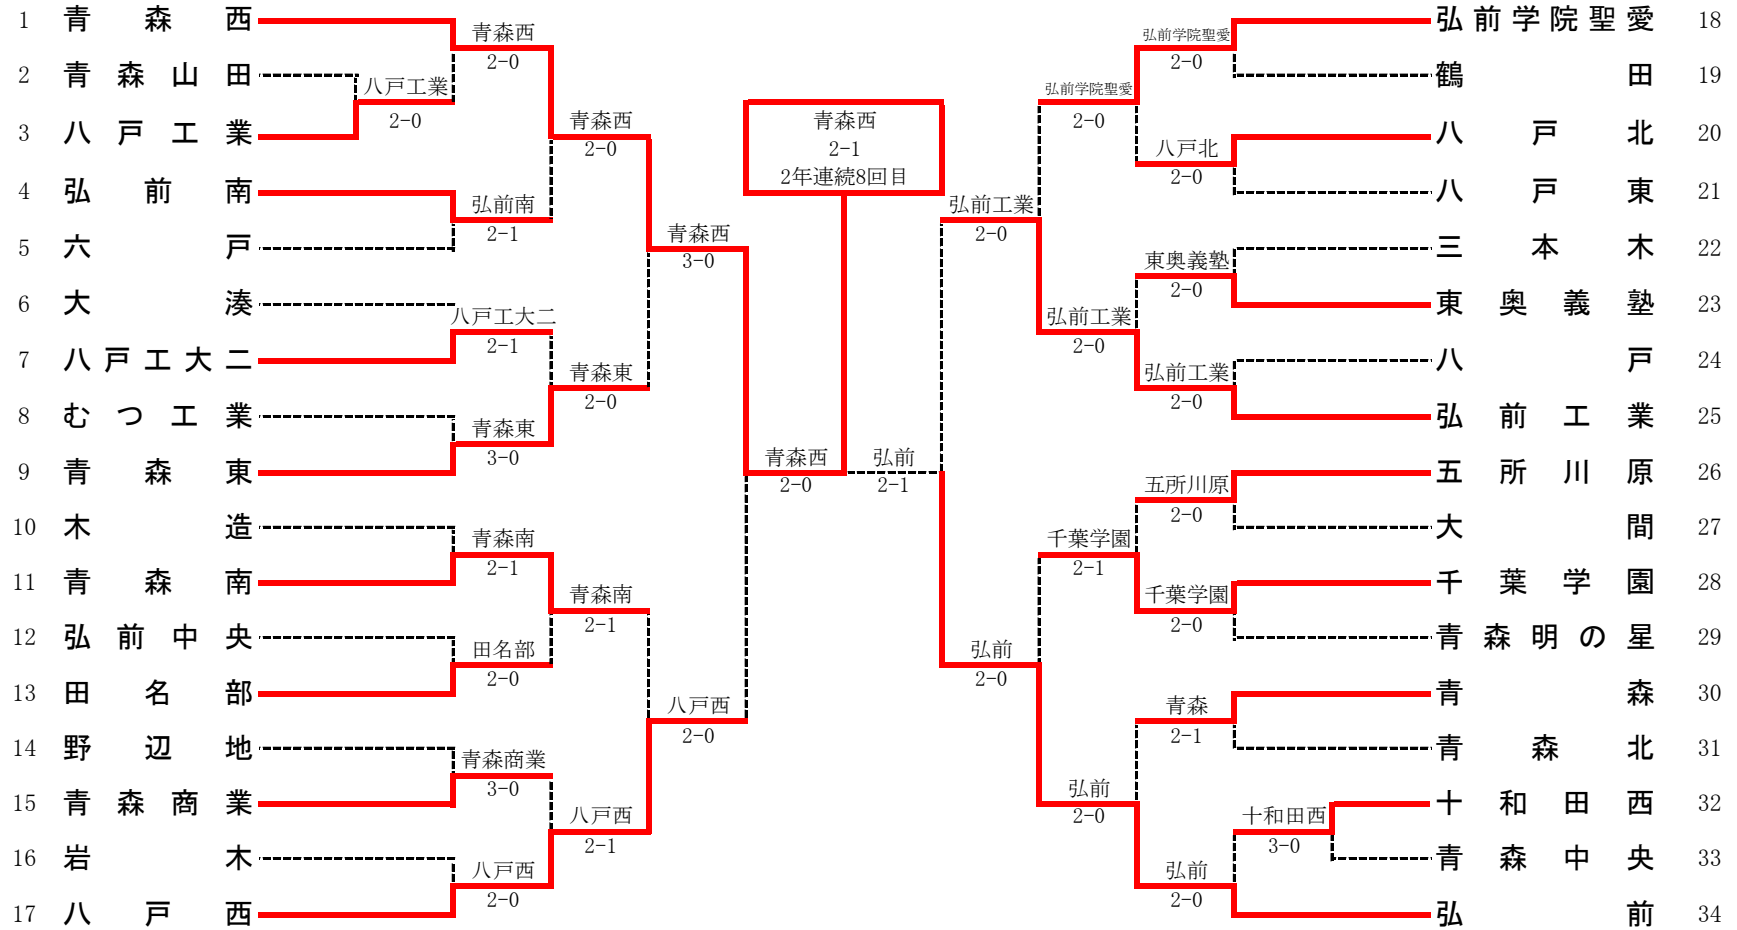 1 青森西
2 青森山田
3 八戸工業
4 弘前南
5 六戸
6 大湊
7 八戸工大二
8 むつ工業
9 青森東
10 木造
11 青森南
12 弘前中央
13 田名部
14 野辺地
15 青森商業
16 岩木
17 八戸西
八戸工業
2-0
青森西
2-0
弘前南
2-1
八戸工大二
2-1
青森東
3-0
青森南
2-1
田名部
2-0
青森商業
3-0
八戸西
2-0
青森西
2-0
青森東
2-0
青森南
2-1
八戸西
2-1
青森西
3-0
八戸西
2-0
青森西
2-0
青森西
2-1
2年連続8回目
弘前
2-1
弘前工業
2-0
弘前
2-0
弘前学院聖愛
2-0
弘前工業
2-0
千葉学園
2-1
弘前
2-0
弘前学院聖愛
2-0
八戸北
2-0
東奥義塾
2-0
弘前工業
2-0
五所川原
2-0
千葉学園
2-0
青森
2-1
弘前
2-0
十和田西
3-0
弘前学院聖愛 18
鶴田 19
八戸北 20
八戸東 21
三本木 22
東奥義塾 23
八戸 24
弘前工業 25
五所川原 26
大間 27
千葉学園 28
青森明の星 29
青森 30
青森北 31
十和田西 32
青森中央 33
弘前 34